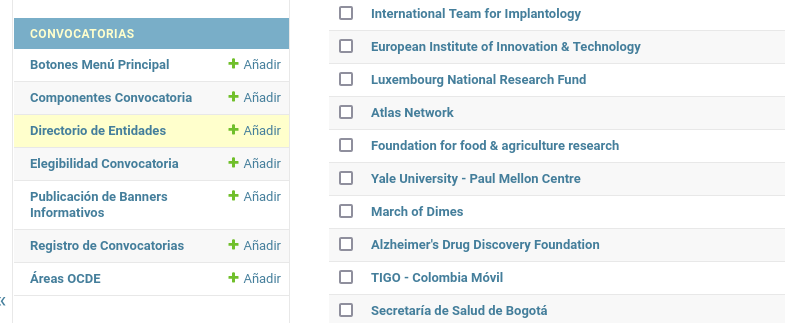 CONVOCATORIAS
Botones Menú Principal + Añadir
Componentes Convocatoria + Añadir
Directorio de Entidades + Añadir
Elegibilidad Convocatoria + Añadir
Publicación de Banners + Añadir
Informativos
Registro de Convocatorias + Añadir
Áreas OCDE + Añadir
«
International Team for Implantology
European Institute of Innovation & Technology
Luxembourg National Research Fund
Atlas Network
Foundation for food & agriculture research
Yale University - Paul Mellon Centre
March of Dimes
Alzheimer's Drug Discovery Foundation
TIGO - Colombia Móvil
Secretaría de Salud de Bogotá